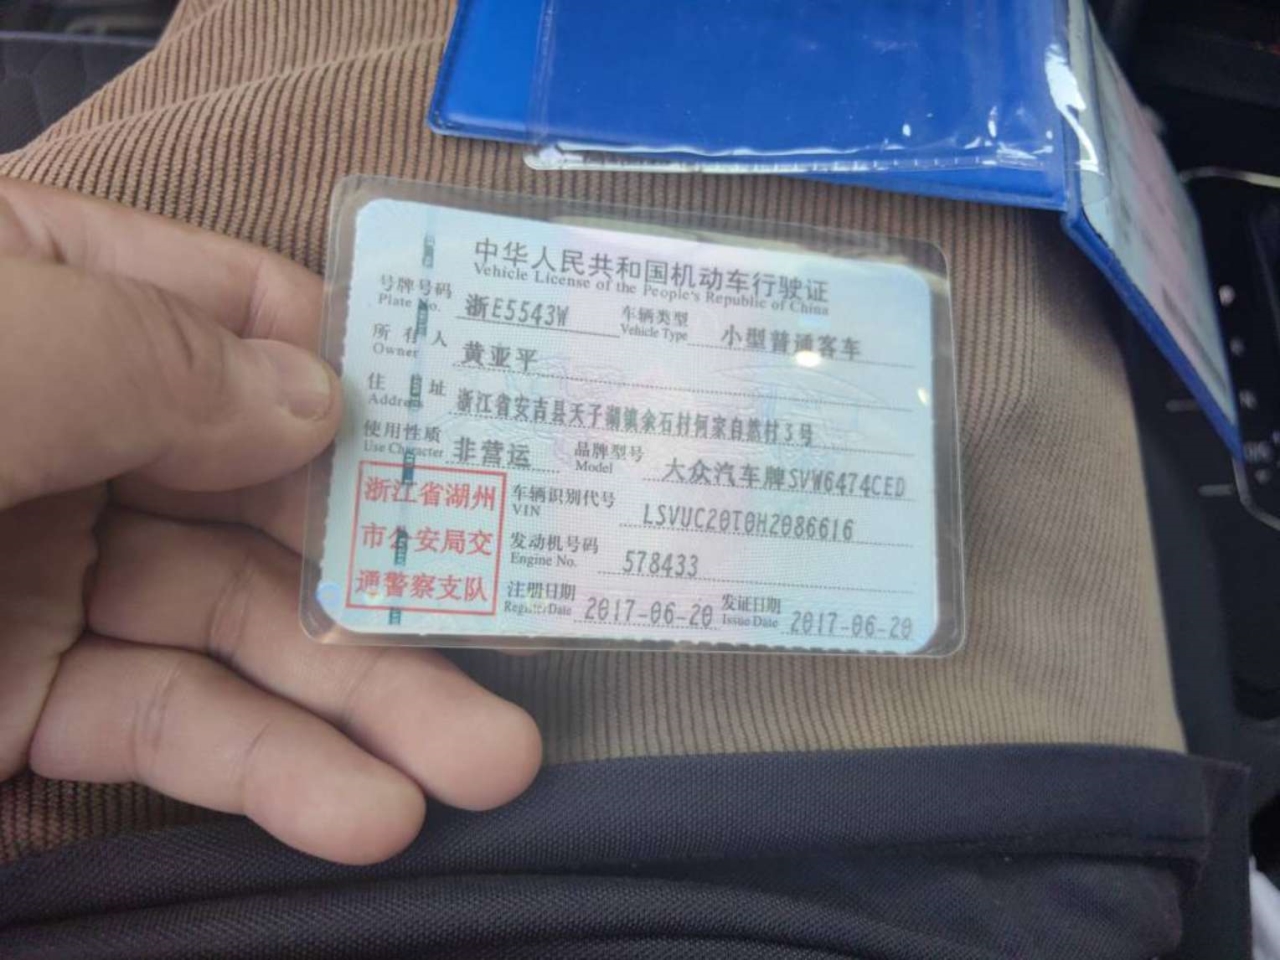 中华人民共和国机动车行驶证
Vehicle License of the People's Republic of China
号牌号码 浙E5543W 车辆类型 小型普通客车
Plate No. Vehicle Type
所有人 黄亚平
Owner
住址 浙江省安吉县天子湖镇余石村何家自然村3号
Address
使用性质 非营运 品牌型号 大众汽车牌SVW6474CED
Use Character Model
浙江省湖州
市公安局交
通警察支队
车辆识别代号 LSVUC20T0H2086616
VIN
发动机号码 578433
Engine No.
注册日期 2017-06-20 发证日期 2017-06-20
Register Date Issue Date